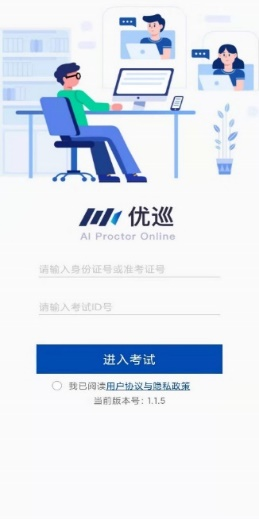 优巡
AI Proctor Online
请输入身份证号或准考证号
请输入考试ID号
进入考试
我已阅读用户协议与隐私政策
当前版本号：1.1.5